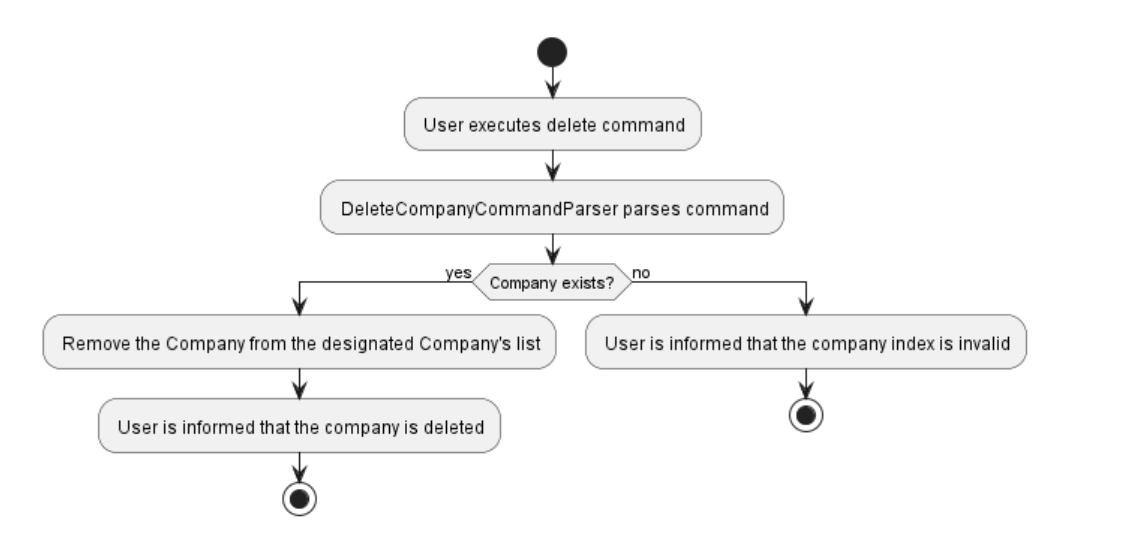 User executes delete command
DeleteCompanyCommandParser parses command
yes
Company exists?
no
Remove the Company from the designated Company's list
User is informed that the company index is invalid
User is informed that the company is deleted